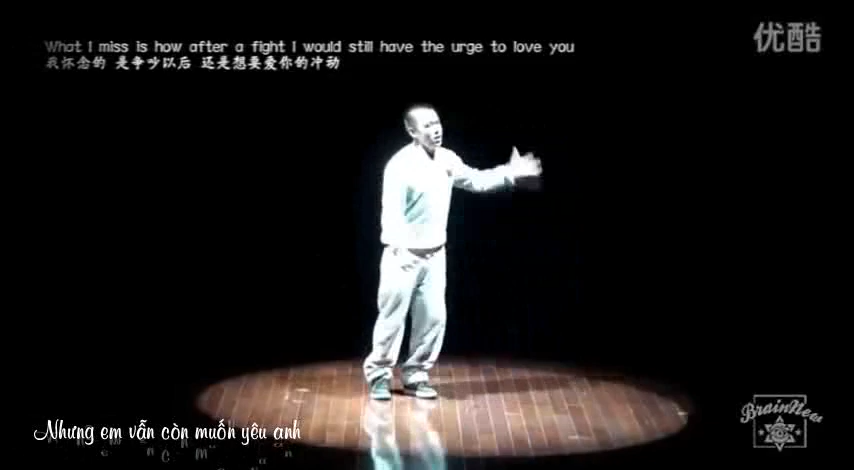 What I miss is how after a fight I would still have the urge to love you
我怀念的 是争吵以后 还是想要爱你的冲动
优酷
Nhưng em vẫn còn muốn yêu anh
BrainNew